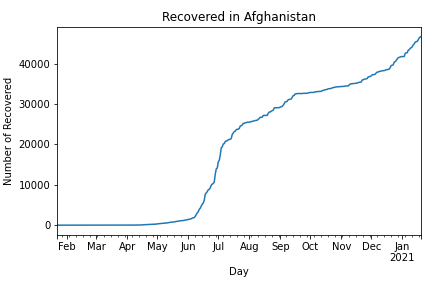 Recovered in Afghanistan
Number of Recovered
40000
30000
20000
10000
0
Feb Mar Apr May Jun Jul Aug Sep Oct Nov Dec Jan
2021
Day